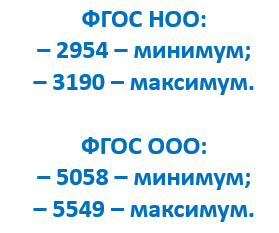 ФГОС НОО:
– 2954 – минимум;
– 3190 – максимум.
ФГОС ООО:
– 5058 – минимум;
– 5549 – максимум.